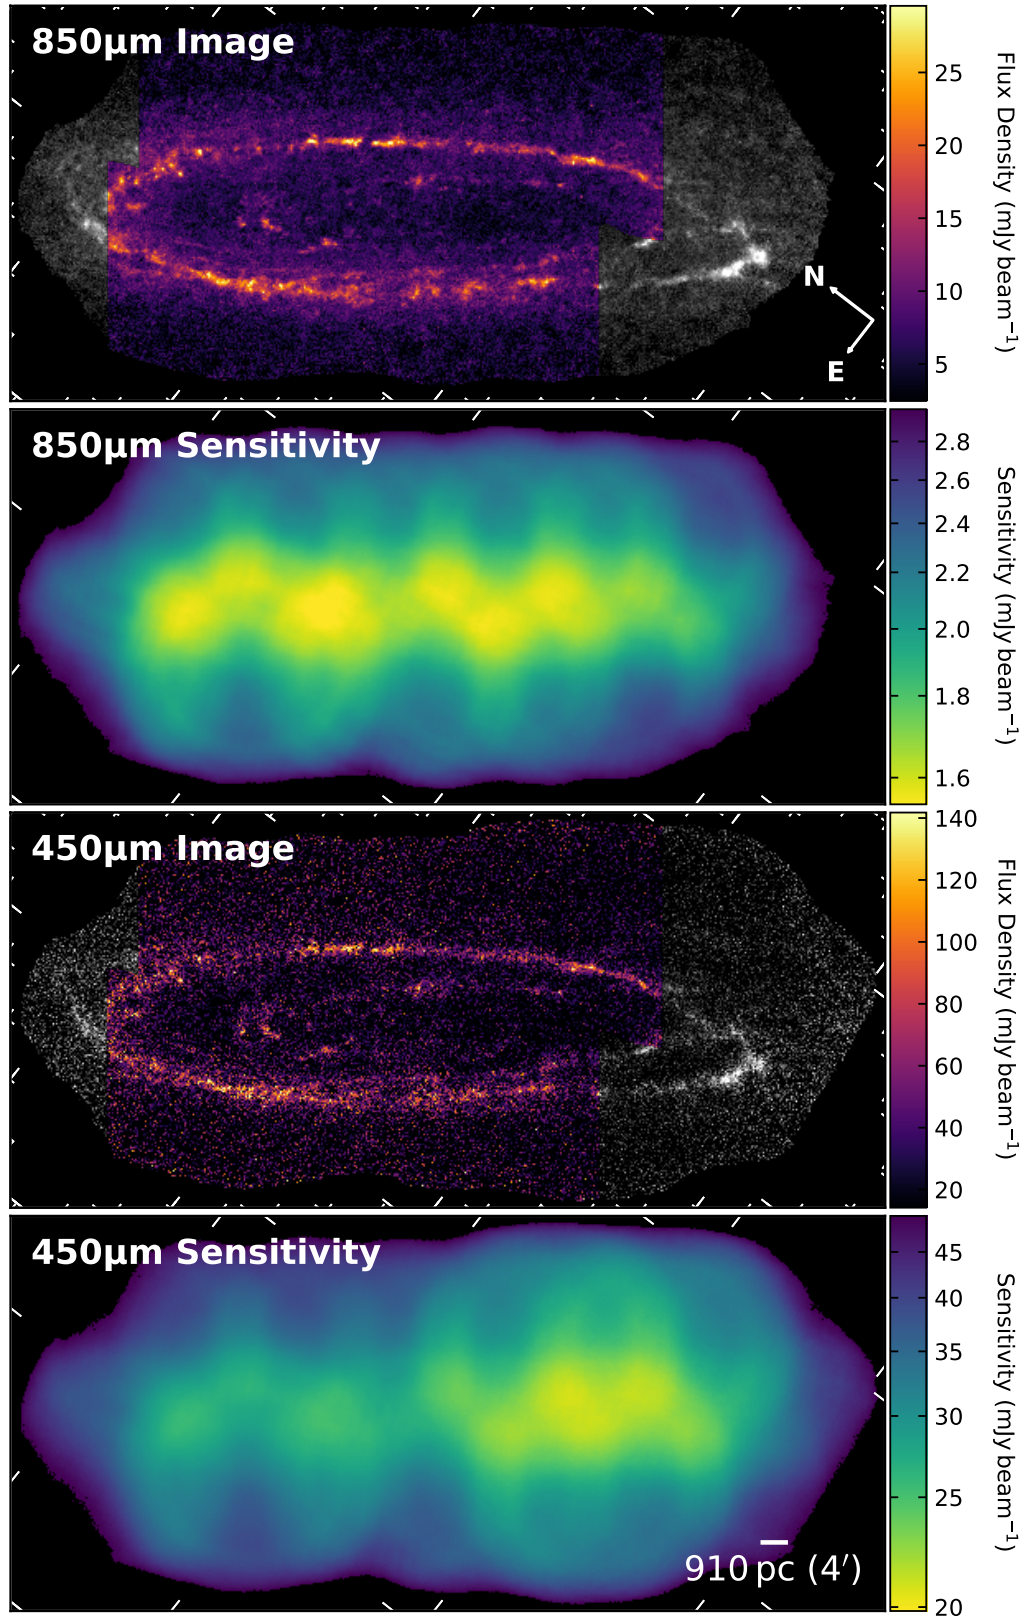 850μm Image
N
E
25
20
15
10
5
Flux Density (mJy beam⁻¹)
850μm Sensitivity
2.8
2.6
2.4
2.2
2.0
1.8
1.6
Sensitivity (mJy beam⁻¹)
450μm Image
140
120
100
80
60
40
20
Flux Density (mJy beam⁻¹)
450μm Sensitivity
910 pc (4′)
45
40
35
30
25
20
Sensitivity (mJy beam⁻¹)